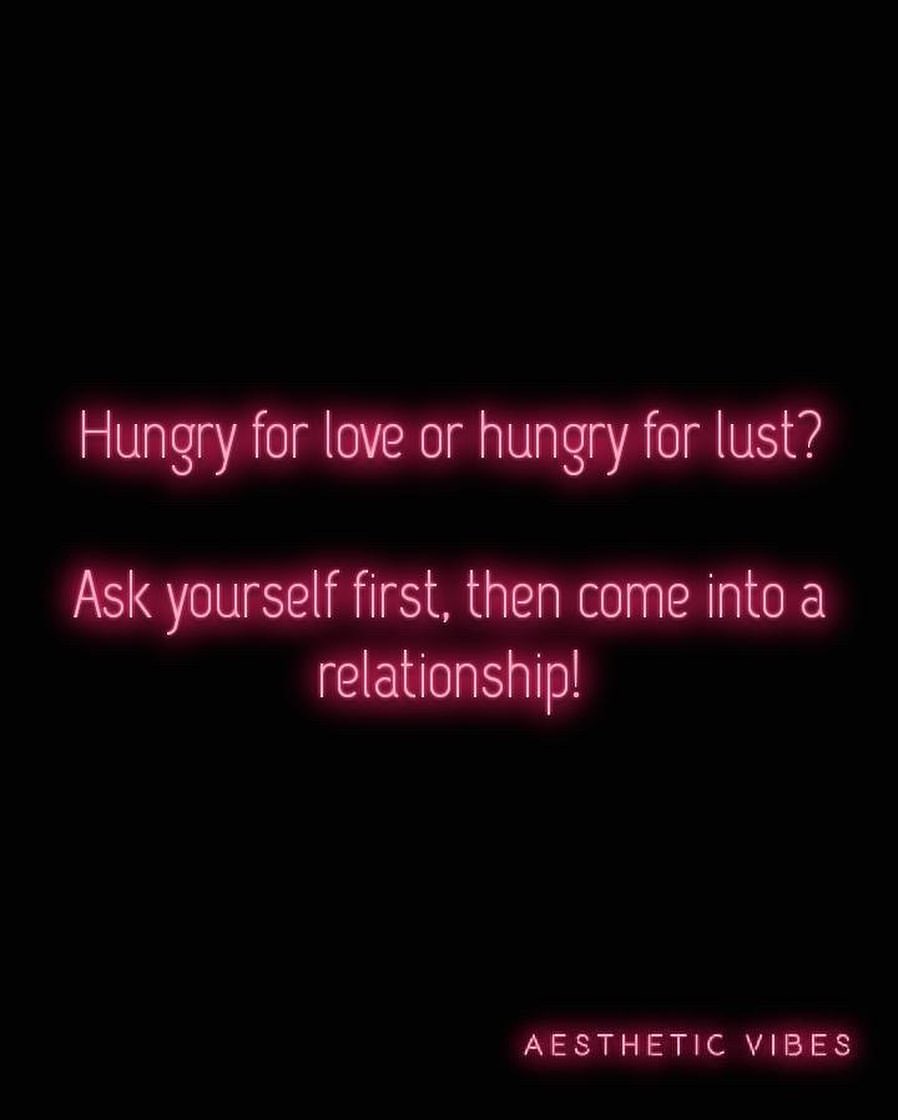 Hungry for love or hungry for lust?
Ask yourself first, then come into a
relationship!
AESTHETIC VIBES